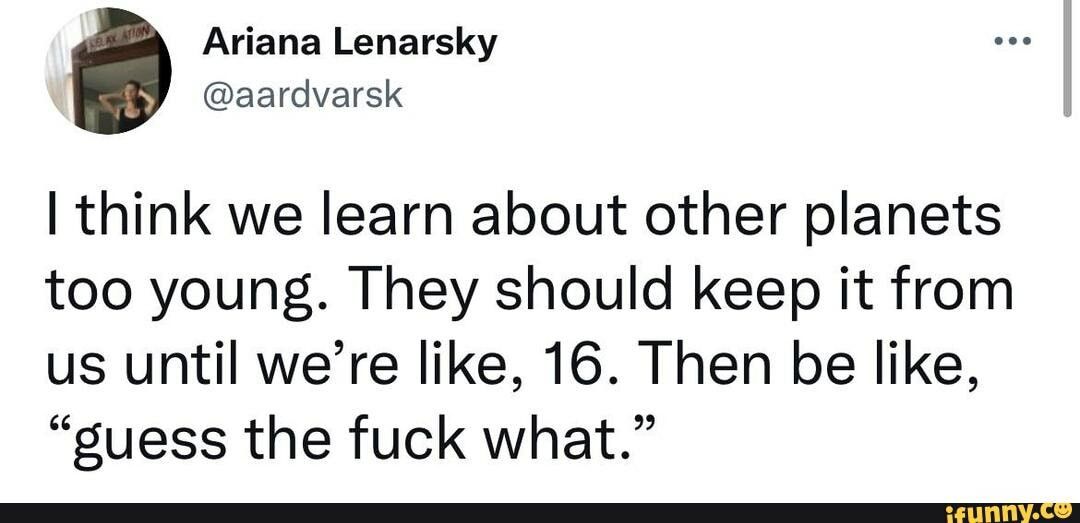 RELAXATION
Ariana Lenarsky
@aardvarsk
I think we learn about other planets
too young. They should keep it from
us until we’re like, 16. Then be like,
“guess the fuck what.”
ifunny.co